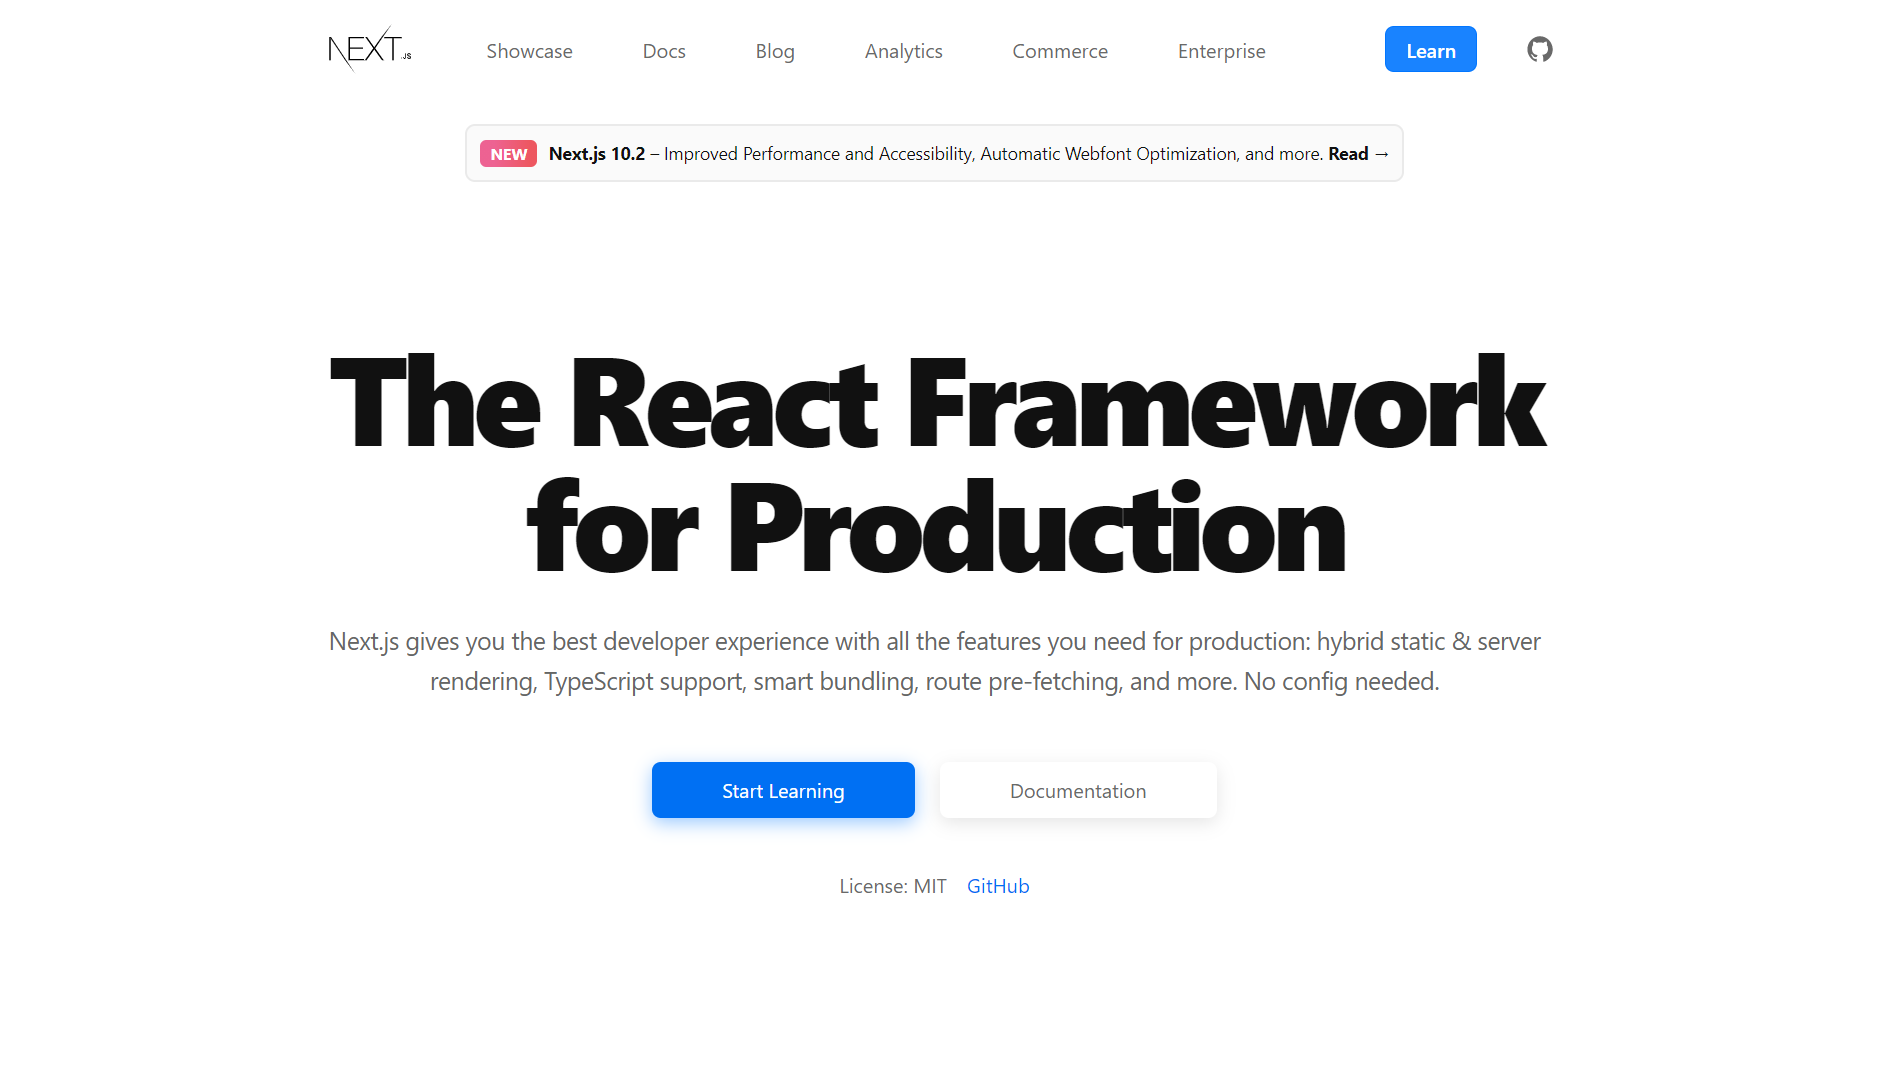 NEXT.JS Showcase Docs Blog Analytics Commerce Enterprise Learn
NEW Next.js 10.2 – Improved Performance and Accessibility, Automatic Webfont Optimization, and more. Read →
The React Framework
for Production
Next.js gives you the best developer experience with all the features you need for production: hybrid static & server
rendering, TypeScript support, smart bundling, route pre-fetching, and more. No config needed.
Start Learning Documentation
License: MIT GitHub